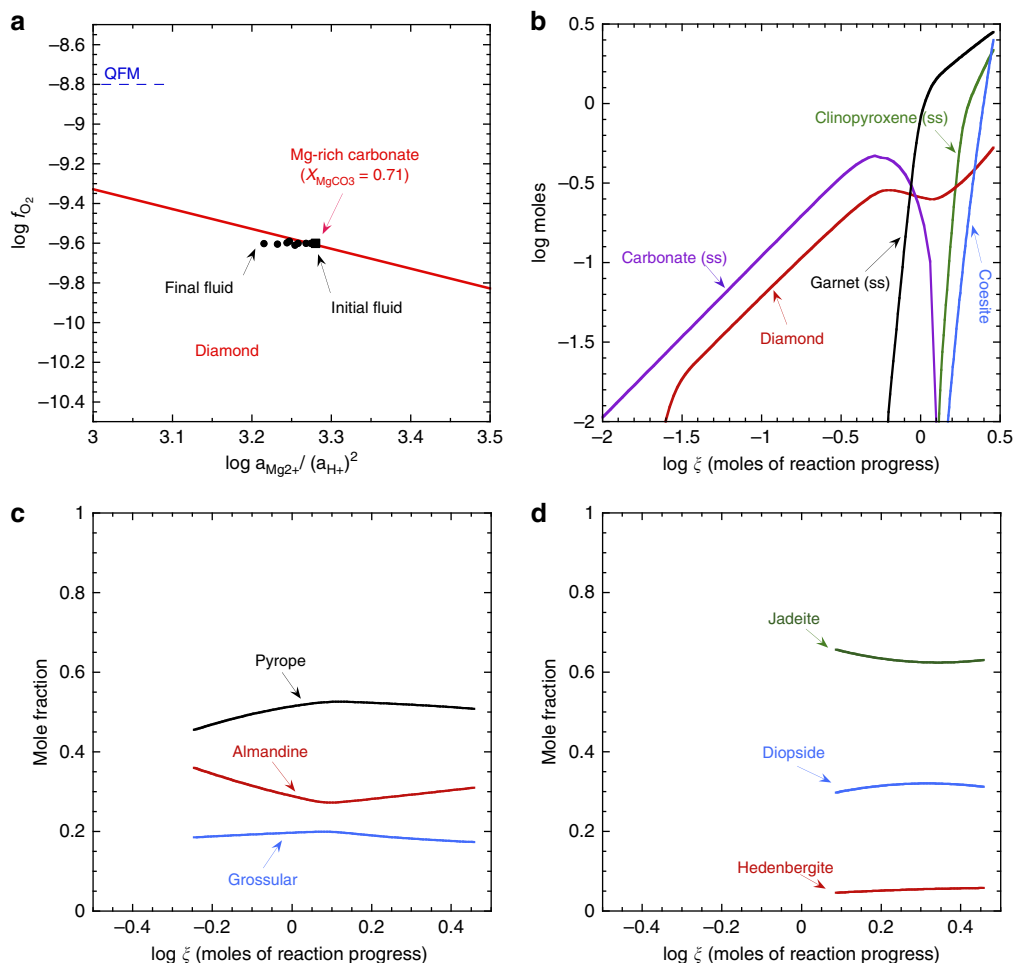 a
−8.6
−8.8
−9
−9.2
−9.4
−9.6
−9.8
−10
−10.2
−10.4
log fO2
QFM
Mg-rich carbonate
(XMgCO3 = 0.71)
Final fluid
Initial fluid
Diamond
3
3.1
3.2
3.3
3.4
3.5
log aMg2+/ (aH+)2
b
0.5
0
−0.5
−1
−1.5
−2
log moles
Clinopyroxene (ss)
Carbonate (ss)
Garnet (ss)
Diamond
Coesite
−2
−1.5
−1
−0.5
0
0.5
log ξ (moles of reaction progress)
c
1
0.8
0.6
0.4
0.2
0
Mole fraction
Pyrope
Almandine
Grossular
−0.4
−0.2
0
0.2
0.4
log ξ (moles of reaction progress)
d
1
0.8
0.6
0.4
0.2
0
Mole fraction
Jadeite
Diopside
Hedenbergite
−0.4
−0.2
0
0.2
0.4
log ξ (moles of reaction progress)